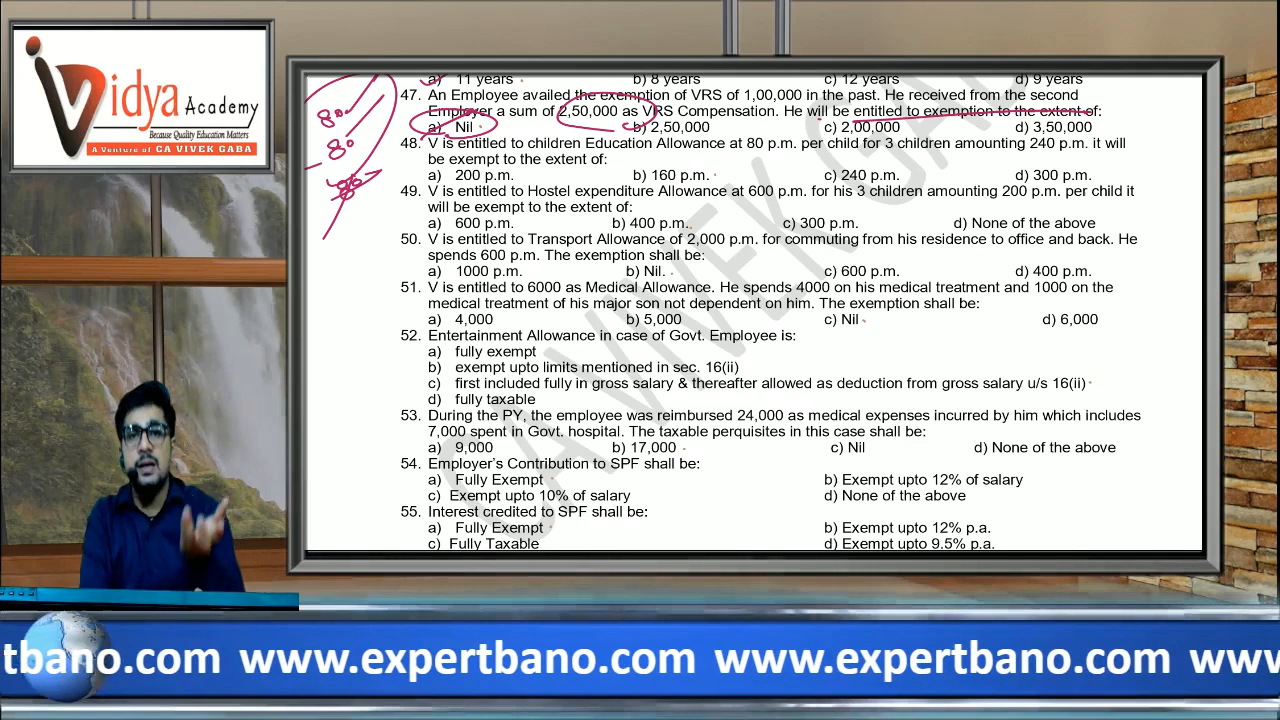 Vidya Academy
Because Quality Education Matters
A Venture of CA VIVEK GABA
a) 11 years b) 8 years c) 12 years d) 9 years
47. An Employee availed the exemption of VRS of 1,00,000 in the past. He received from the second
Employer a sum of 2,50,000 as VRS Compensation. He will be entitled to exemption to the extent of:
a) Nil b) 2,50,000 c) 2,00,000 d) 3,50,000
48. V is entitled to children Education Allowance at 80 p.m. per child for 3 children amounting 240 p.m. it will
be exempt to the extent of:
a) 200 p.m. b) 160 p.m. c) 240 p.m. d) 300 p.m.
49. V is entitled to Hostel expenditure Allowance at 600 p.m. for his 3 children amounting 200 p.m. per child it
will be exempt to the extent of:
a) 600 p.m. b) 400 p.m. c) 300 p.m. d) None of the above
50. V is entitled to Transport Allowance of 2,000 p.m. for commuting from his residence to office and back. He
spends 600 p.m. The exemption shall be:
a) 1000 p.m. b) Nil. c) 600 p.m. d) 400 p.m.
51. V is entitled to 6000 as Medical Allowance. He spends 4000 on his medical treatment and 1000 on the
medical treatment of his major son not dependent on him. The exemption shall be:
a) 4,000 b) 5,000 c) Nil d) 6,000
52. Entertainment Allowance in case of Govt. Employee is:
a) fully exempt
b) exempt upto limits mentioned in sec. 16(ii)
c) first included fully in gross salary & thereafter allowed as deduction from gross salary u/s 16(ii)
d) fully taxable
53. During the PY, the employee was reimbursed 24,000 as medical expenses incurred by him which includes
7,000 spent in Govt. hospital. The taxable perquisites in this case shall be:
a) 9,000 b) 17,000 c) Nil d) None of the above
54. Employer's Contribution to SPF shall be:
a) Fully Exempt b) Exempt upto 12% of salary
c) Exempt upto 10% of salary d) None of the above
55. Interest credited to SPF shall be:
a) Fully Exempt b) Exempt upto 12% p.a.
c) Fully Taxable d) Exempt upto 9.5% p.a.
80
80
tbano.com www.expertbano.com www.expertbano.com www